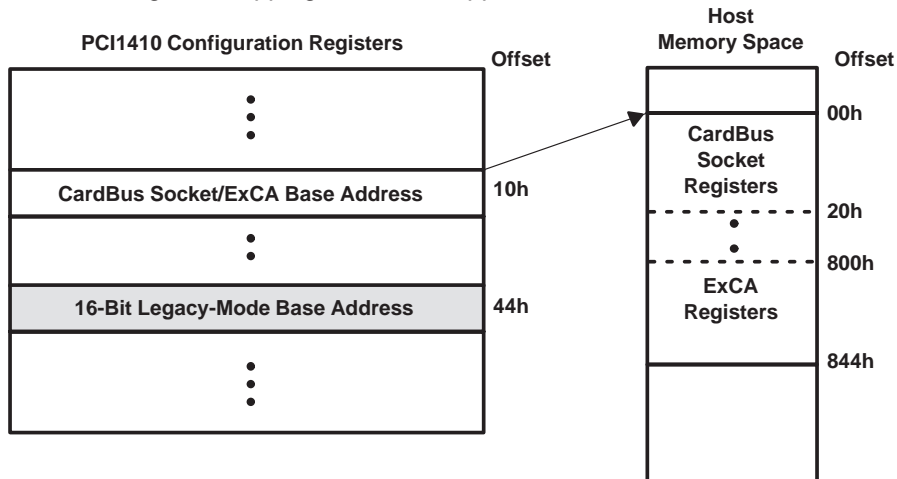 PCI1410 Configuration Registers
Offset
CardBus Socket/ExCA Base Address
10h
16-Bit Legacy-Mode Base Address
44h
Host
Memory Space
Offset
00h
CardBus
Socket
Registers
20h
800h
ExCA
Registers
844h